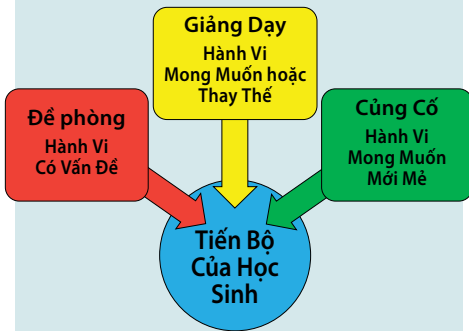 Giảng Dạy
Hành Vi
Mong Muốn hoặc
Thay Thế
Đề phòng
Hành Vi
Có Vấn Đề
Củng Cố
Hành Vi
Mong Muốn
Mới Mẻ
Tiến Bộ
Của Học
Sinh